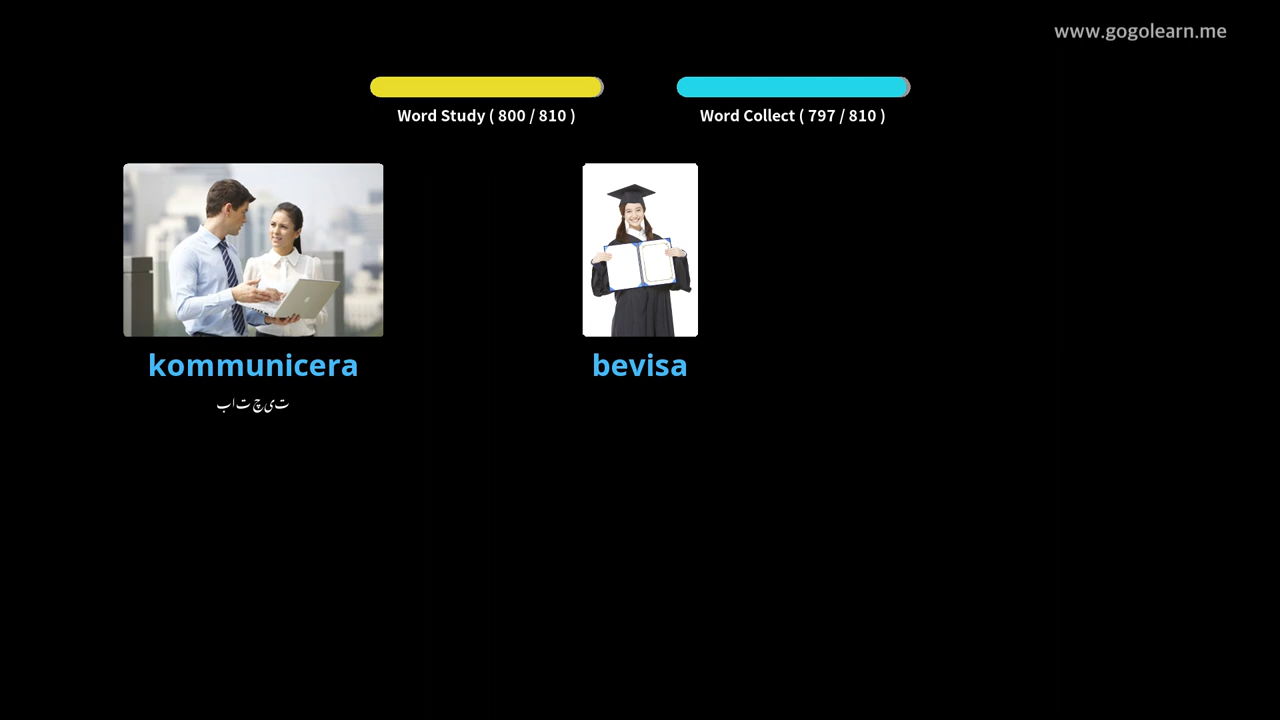 www.gogolearn.me
Word Study ( 800 / 810 )
Word Collect ( 797 / 810 )
kommunicera
bevisa
بات چیت